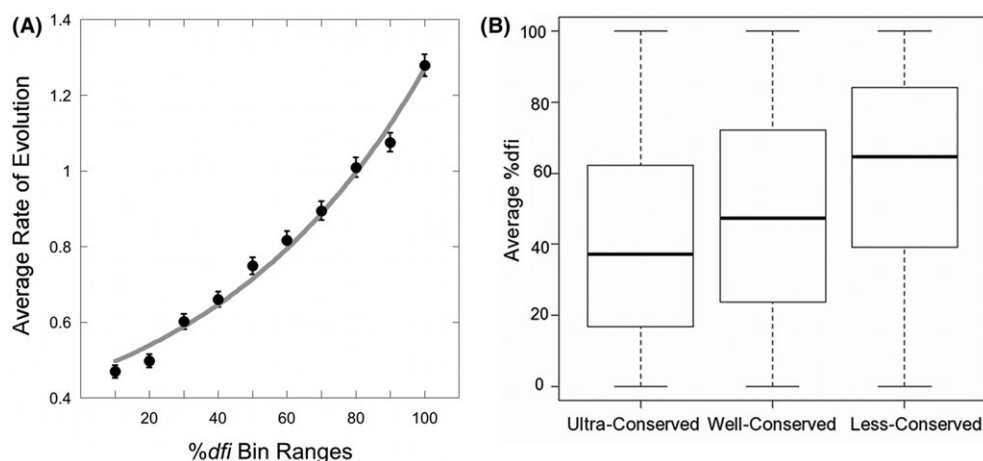 (A)
1.4
1.2
1
0.8
0.6
0.4
Average Rate of Evolution
20 40 60 80 100
%dfi Bin Ranges
(B)
100
80
60
40
20
0
Average %dfi
Ultra-Conserved Well-Conserved Less-Conserved